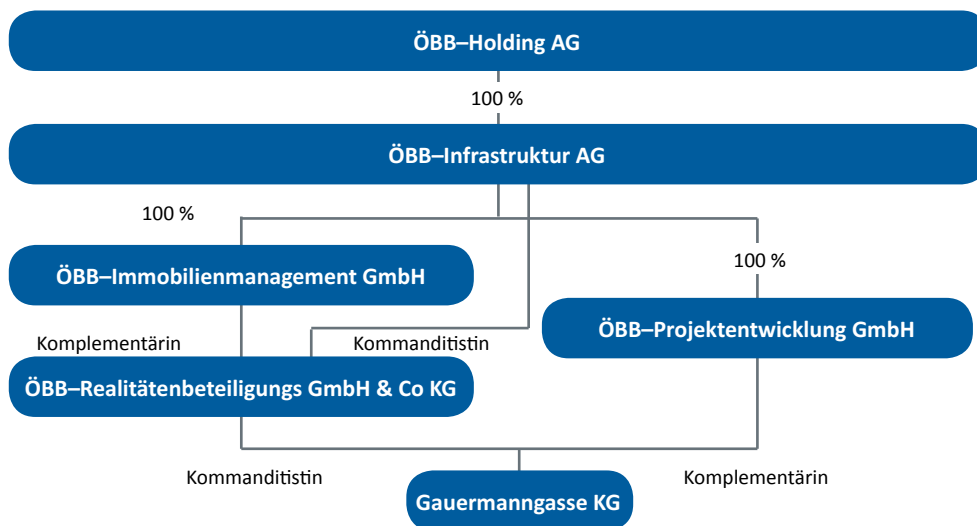 ÖBB–Holding AG
100 %
ÖBB–Infrastruktur AG
100 %
ÖBB–Immobilienmanagement GmbH
100 %
ÖBB–Projektentwicklung GmbH
Komplementärin
Kommanditistin
ÖBB–Realitätenbeteiligungs GmbH & Co KG
Kommanditistin
Komplementärin
Gauermanngasse KG